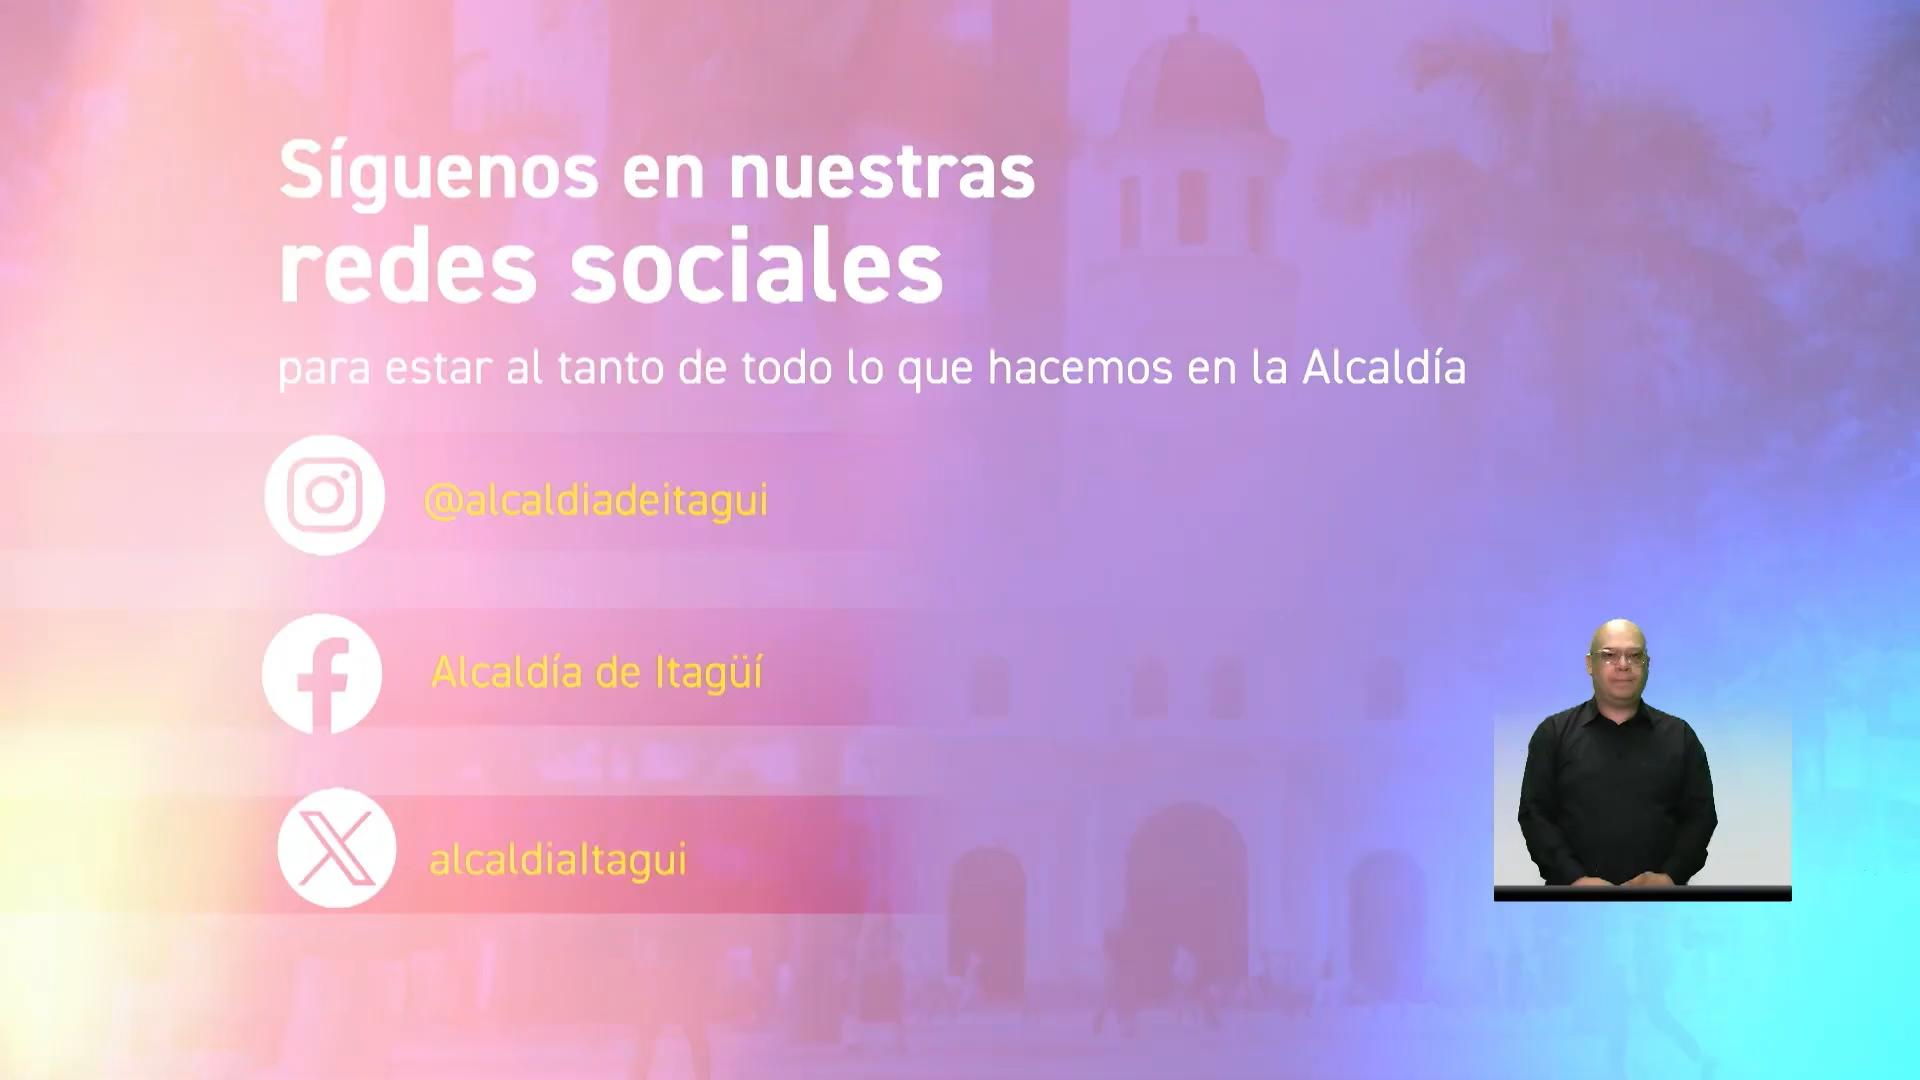 Síguenos en nuestras
redes sociales
para estar al tanto de todo lo que hacemos en la Alcaldía
@alcaldiadeitagui
Alcaldía de Itagüí
alcaldiaItagui